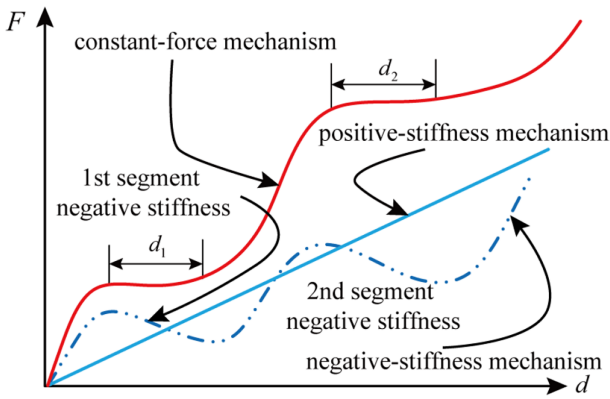 F
constant-force mechanism
d2
positive-stiffness mechanism
1st segment
negative stiffness
d1
2nd segment
negative stiffness
negative-stiffness mechanism
d